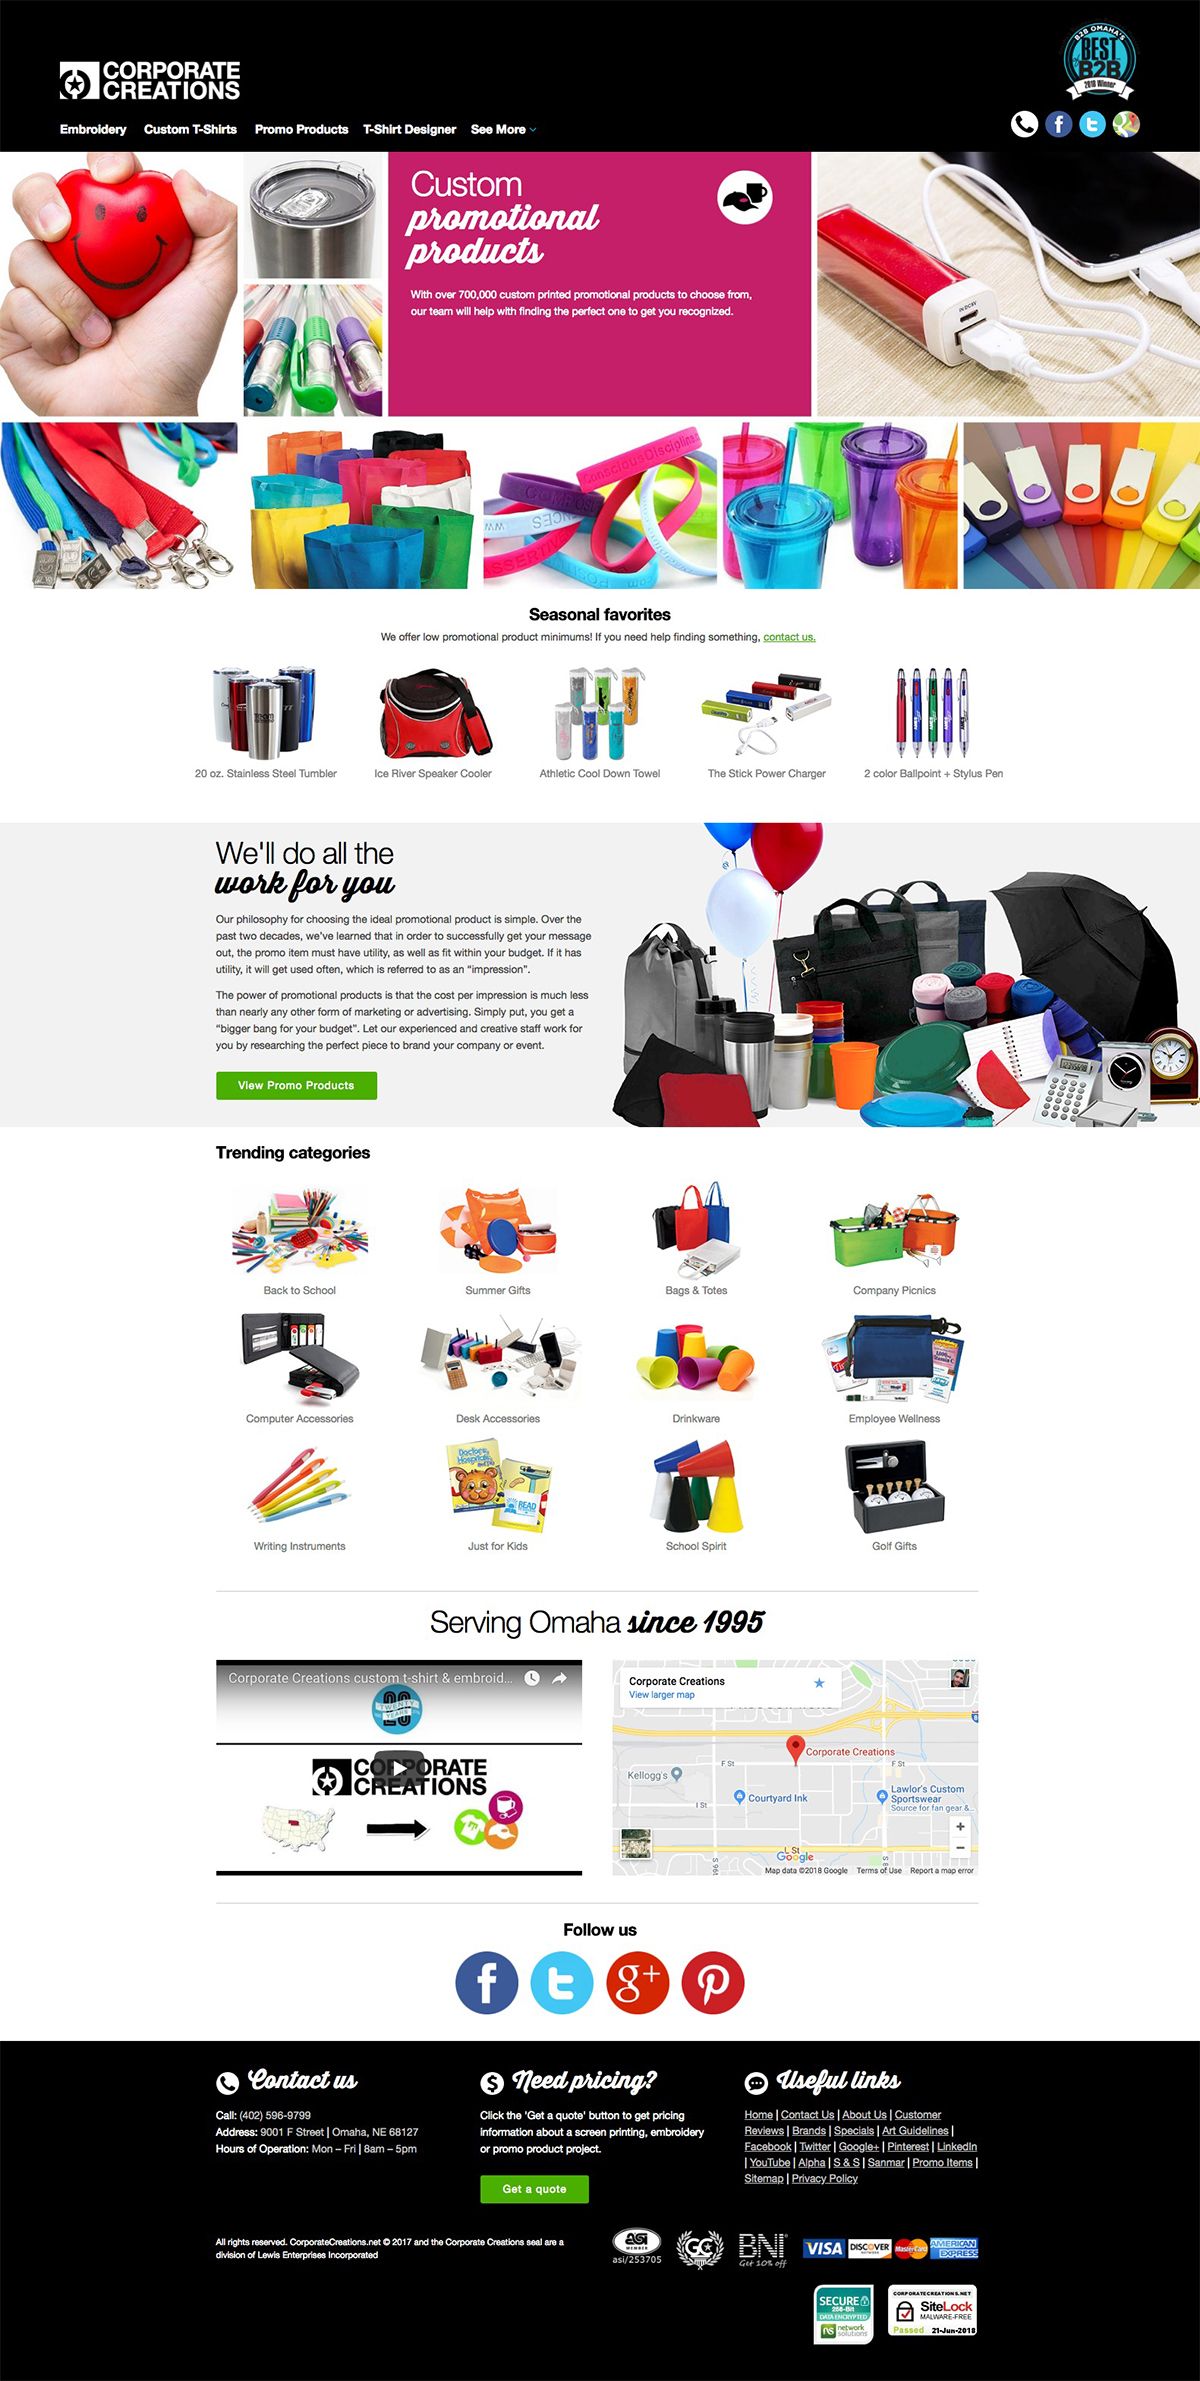 B2B OMAHA'S
BEST
OF B2B
2018 Winner
CORPORATE
CREATIONS
Embroidery Custom T-Shirts Promo Products T-Shirt Designer See More
Custom
promotional
products
With over 700,000 custom printed promotional products to choose from,
our team will help with finding the perfect one to get you recognized.
IN DC5V
ConsciousDiscipline
COMPOS
Seasonal favorites
We offer low promotional product minimums! If you need help finding something, contact us.
20 oz. Stainless Steel Tumbler
Ice River Speaker Cooler
Athletic Cool Down Towel
The Stick Power Charger
2 color Ballpoint + Stylus Pen
We'll do all the
work for you
Our philosophy for choosing the ideal promotional product is simple. Over the
past two decades, we've learned that in order to successfully get your message
out, the promo item must have utility, as well as fit within your budget. If it has
utility, it will get used often, which is referred to as an “impression”.
The power of promotional products is that the cost per impression is much less
than nearly any other form of marketing or advertising. Simply put, you get a
“bigger bang for your budget”. Let our experienced and creative staff work for
you by researching the perfect piece to brand your company or event.
View Promo Products
Trending categories
Back to School
Summer Gifts
Bags & Totes
Company Picnics
Computer Accessories
Desk Accessories
Drinkware
Employee Wellness
READ
Writing Instruments
Just for Kids
School Spirit
Golf Gifts
Serving Omaha since 1995
Corporate Creations custom t-shirt & embroid...
20
TWENTY
YEARS
CORPORATE
CREATIONS
Corporate Creations
View larger map
Corporate Creations
F St
F St
Kellogg's
I St
Courtyard Ink
Lawlor's Custom
Sportswear
Source for fan gear &...
L St
Google
96 S
Map data ©2018 Google Terms of Use Report a map error
Follow us
Contact us
Call: (402) 596-9799
Address: 9001 F Street | Omaha, NE 68127
Hours of Operation: Mon – Fri | 8am – 5pm
Need pricing?
Click the 'Get a quote' button to get pricing
information about a screen printing, embroidery
or promo product project.
Get a quote
Useful links
Home | Contact Us | About Us | Customer
Reviews | Brands | Specials | Art Guidelines |
Facebook | Twitter | Google+ | Pinterest | LinkedIn
| YouTube | Alpha | S & S | Sanmar | Promo Items |
Sitemap | Privacy Policy
All rights reserved. CorporateCreations.net © 2017 and the Corporate Creations seal are a
division of Lewis Enterprises Incorporated
asi
MEMBER
asi/253705
GC
BNI
Get 10% off
VISA
DISCOVER
NETWORK
MasterCard
AMERICAN
EXPRESS
SECURE
256-Bit
DATA ENCRYPTED
network
solutions
CORPORATECREATIONS.NET
SiteLock
MALWARE-FREE
Passed 21-Jun-2018